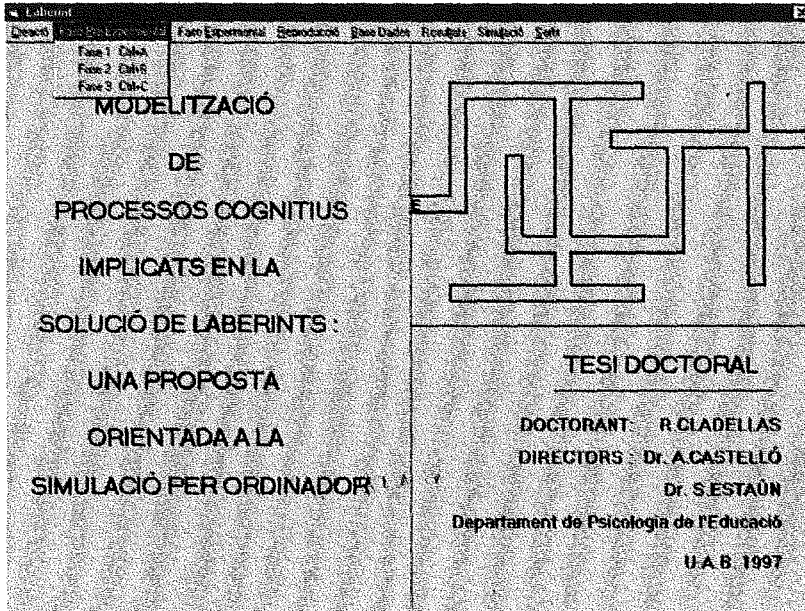 Laberint
Creació Fase Experimental Reproducció Base Dades Resultats Simulació Sortir
Fase 1 Ctrl+A
Fase 2 Ctrl+B
Fase 3 Ctrl+C
MODELITZACIÓ
DE
PROCESSOS COGNITIUS
IMPLICATS EN LA
SOLUCIÓ DE LABERINTS :
UNA PROPOSTA
ORIENTADA A LA
SIMULACIÓ PER ORDINADOR
TESI DOCTORAL
DOCTORANT: R.CLADELLAS
DIRECTORS : Dr. A.CASTELLÓ
Dr. S.ESTAÚN
Departament de Psicologia de l'Educació
U.A.B. 1997